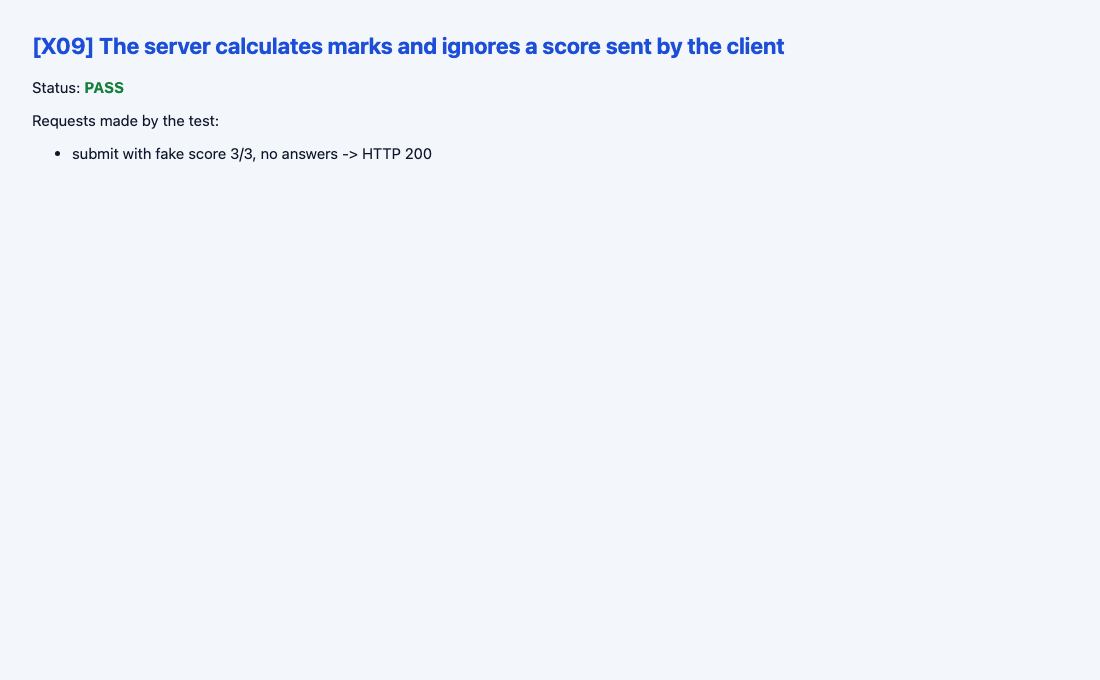 [X09] The server calculates marks and ignores a score sent by the client
Status: PASS
Requests made by the test:
• submit with fake score 3/3, no answers -> HTTP 200